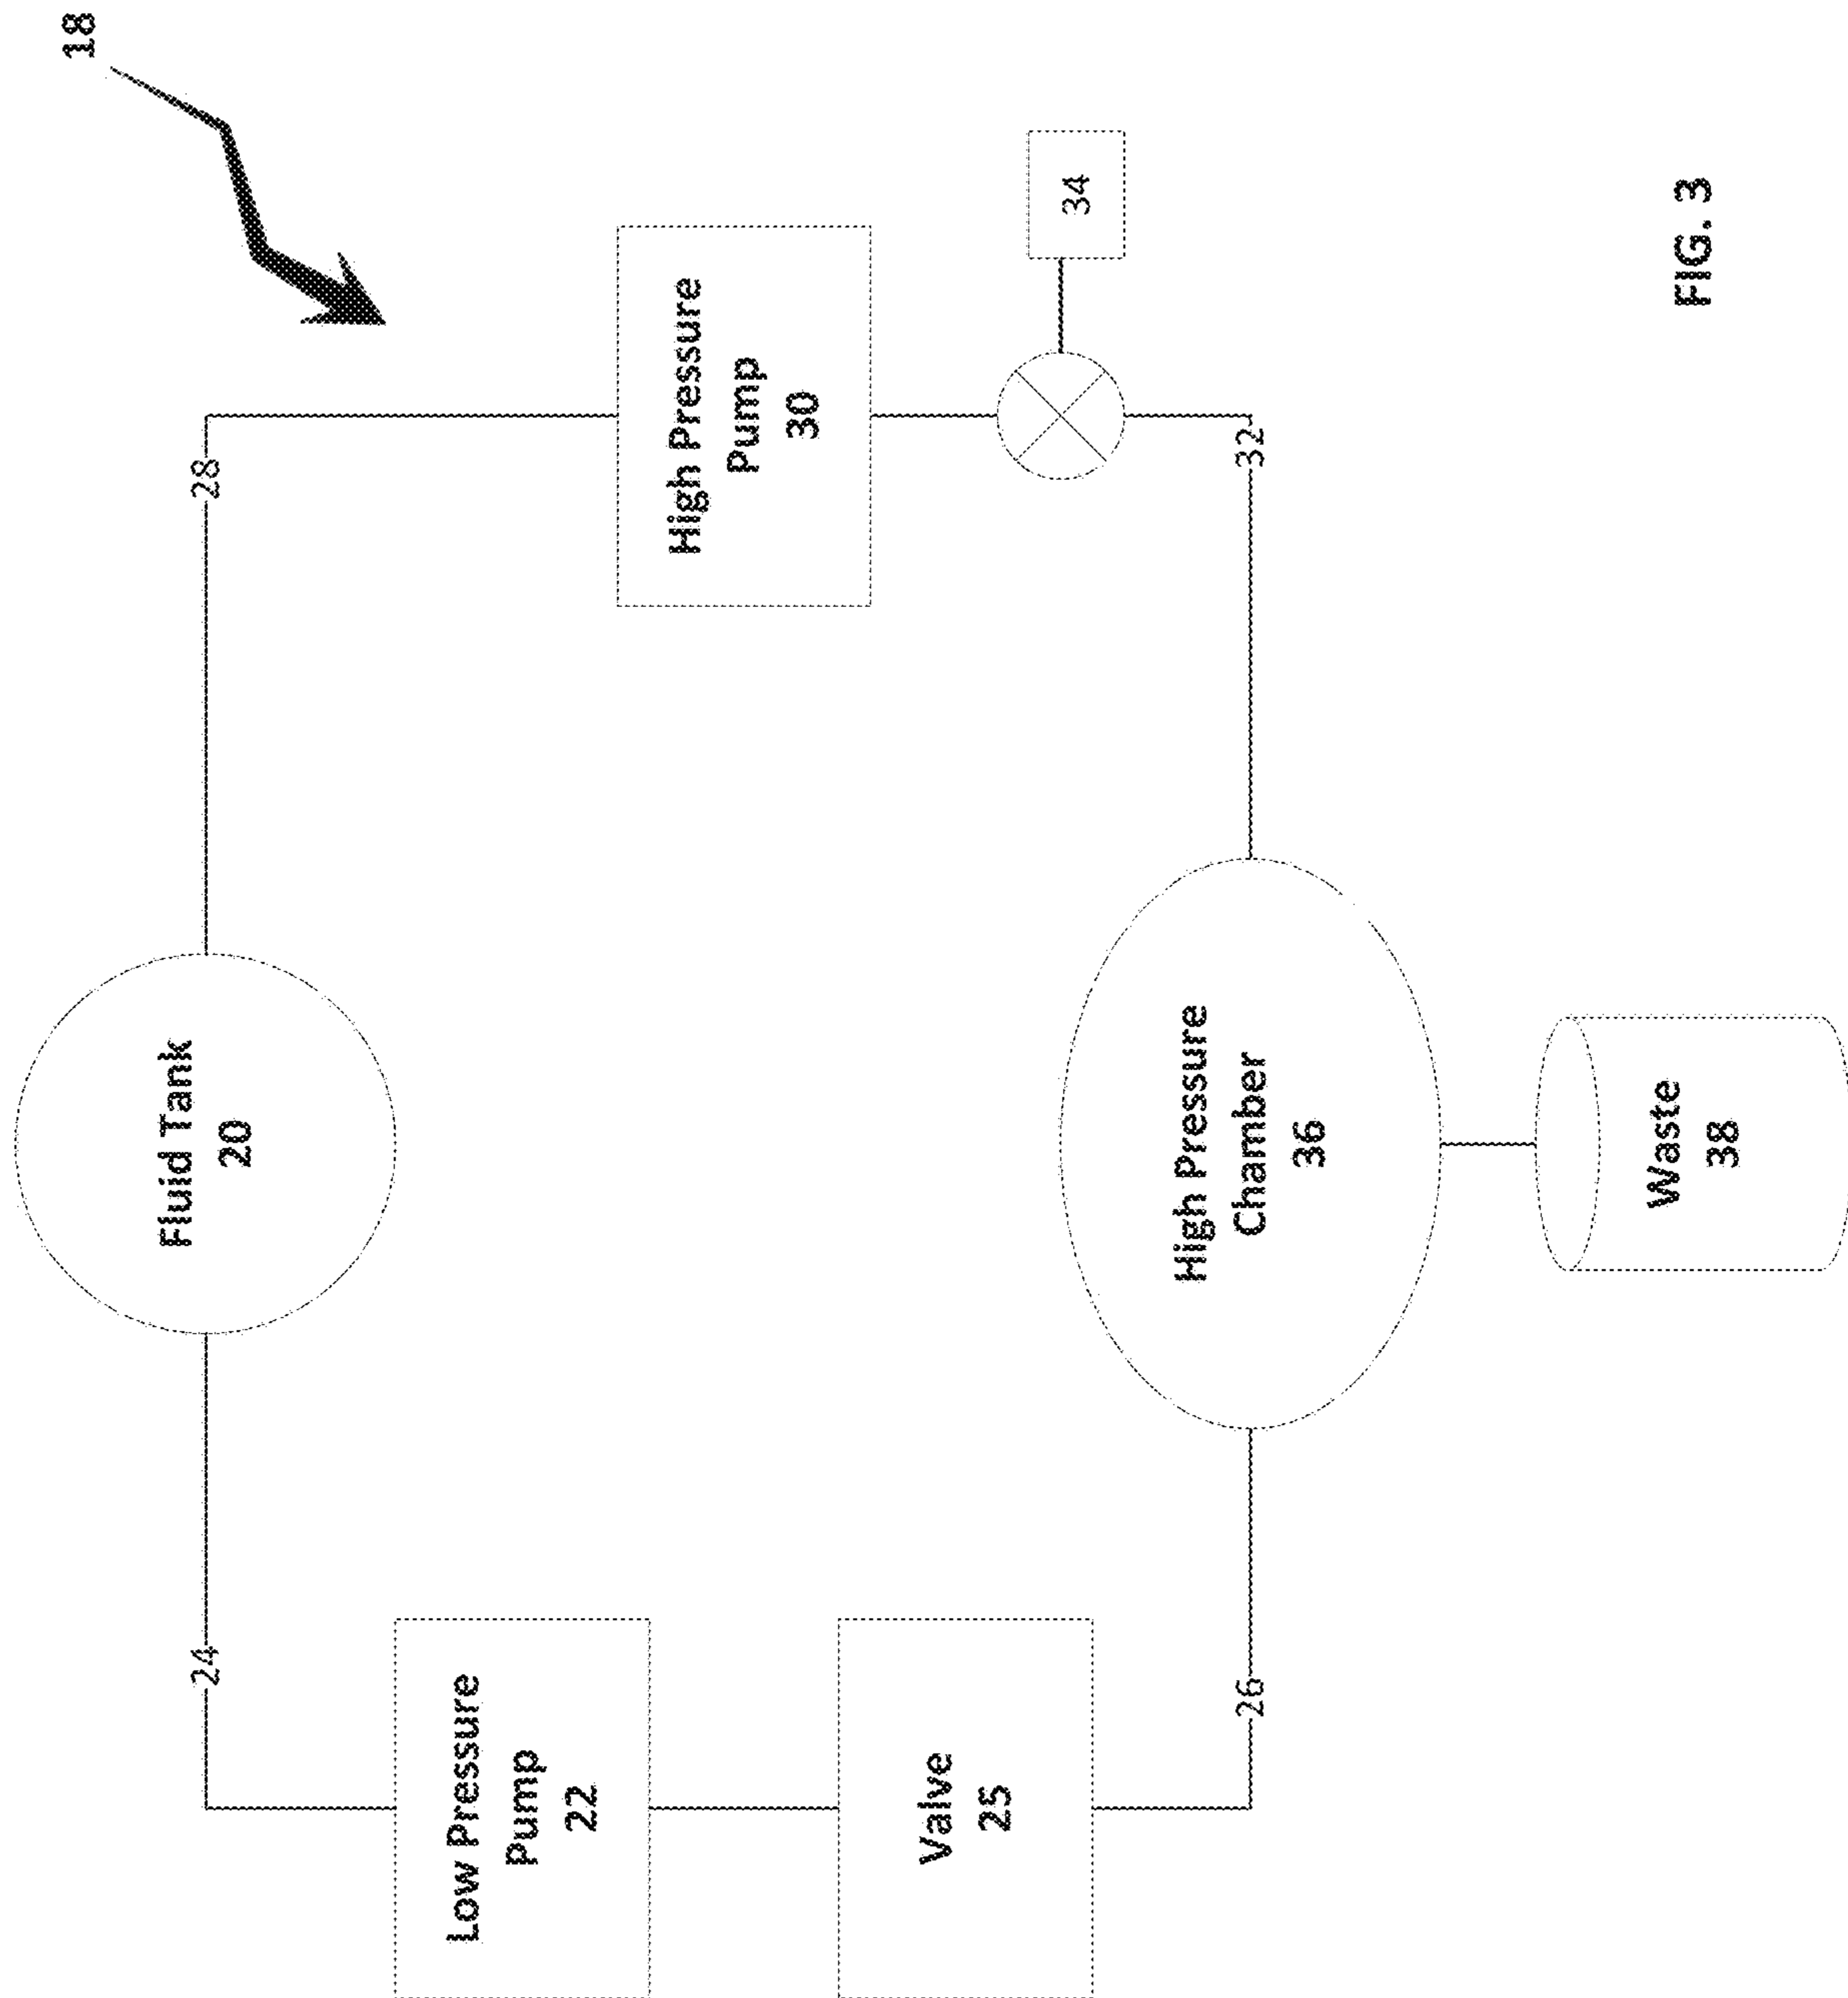 18
Fluid Tank
20
24
28
Low Pressure
Pump
22
High Pressure
Pump
30
Valve
25
34
26
32
High Pressure
Chamber
36
Waste
38
FIG. 3